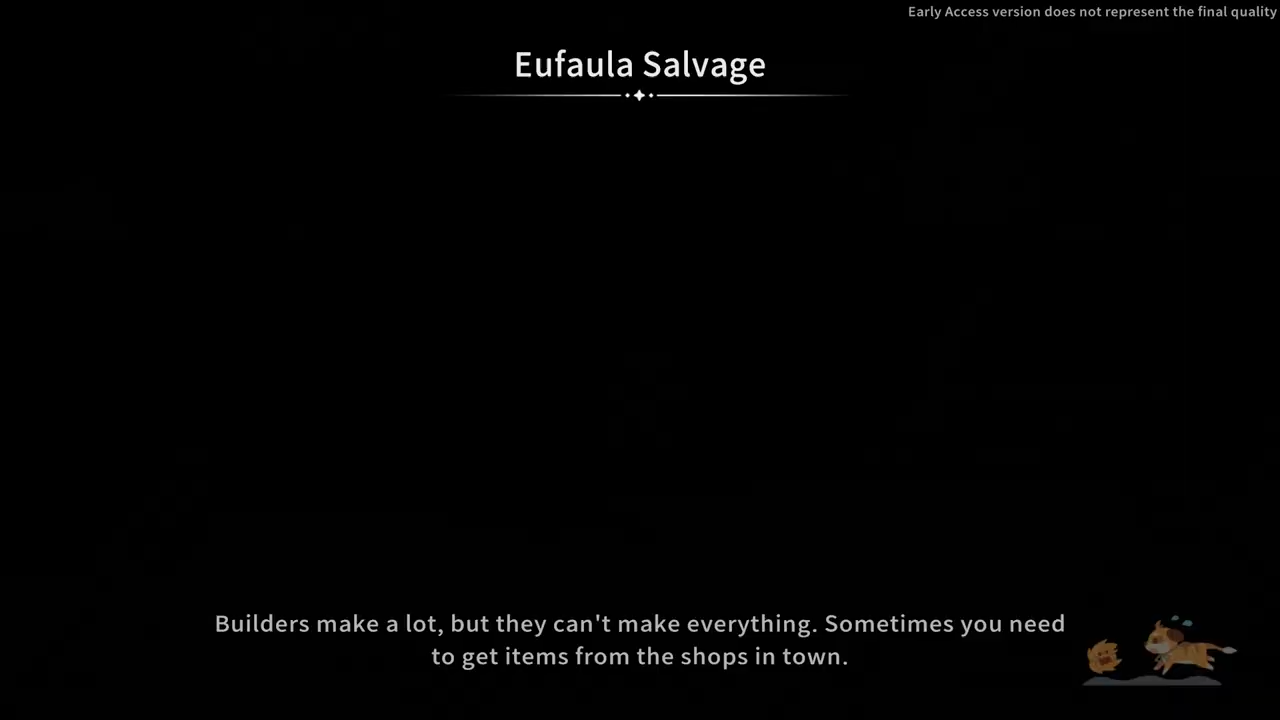 Early Access version does not represent the final quality
Eufaula Salvage
Builders make a lot, but they can't make everything. Sometimes you need
to get items from the shops in town.